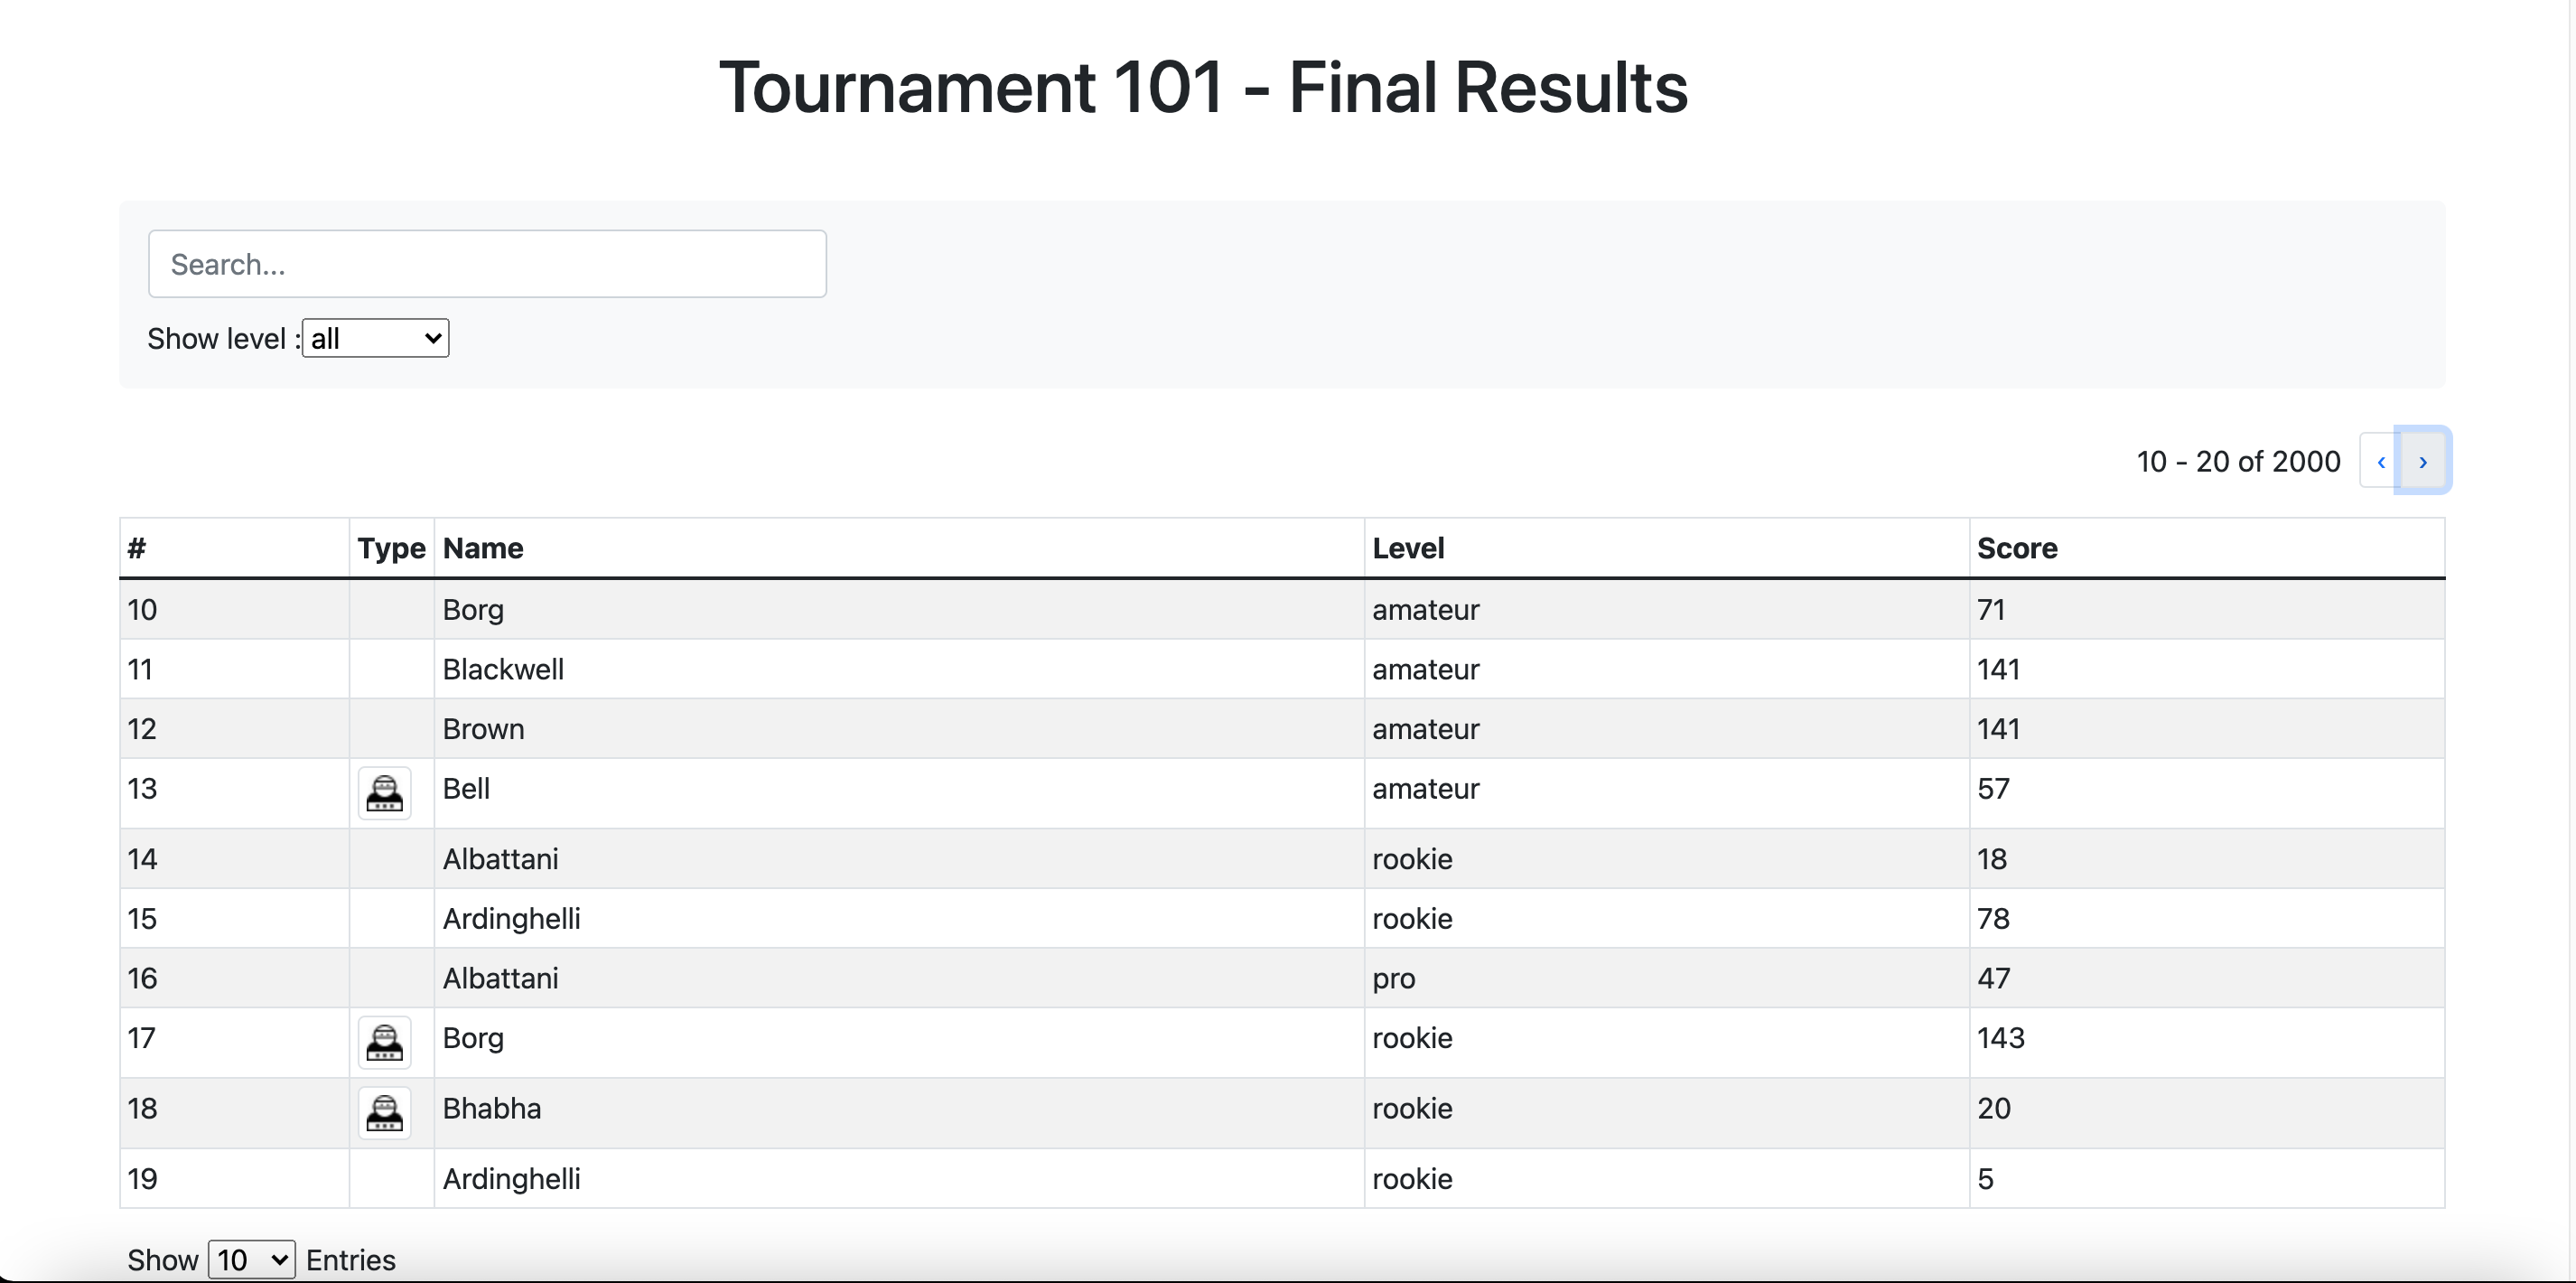 Tournament 101 - Final Results
Search...
Show level : all
10 - 20 of 2000 ‹ ›
# Type Name Level Score
10 Borg amateur 71
11 Blackwell amateur 141
12 Brown amateur 141
13 Bell amateur 57
14 Albattani rookie 18
15 Ardinghelli rookie 78
16 Albattani pro 47
17 Borg rookie 143
18 Bhabha rookie 20
19 Ardinghelli rookie 5
Show 10 Entries